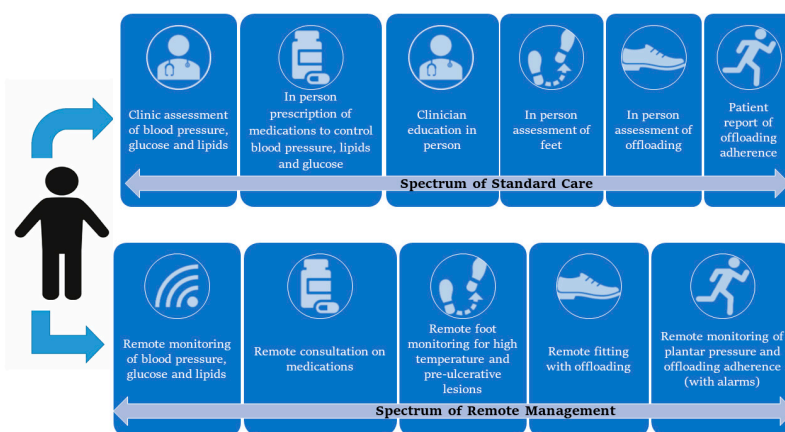 Clinic assessment
of blood pressure,
glucose and lipids
In person
prescription of
medications to control
blood pressure, lipids
and glucose
Clinician
education in
person
In person
assessment of
feet
In person
assessment of
offloading
Patient
report of
offloading
adherence
Spectrum of Standard Care
Remote monitoring
of blood pressure,
glucose and lipids
Remote consultation on
medications
Remote foot
monitoring for high
temperature and
pre-ulcerative
lesions
Remote fitting
with offloading
Remote monitoring of
plantar pressure and
offloading adherence
(with alarms)
Spectrum of Remote Management